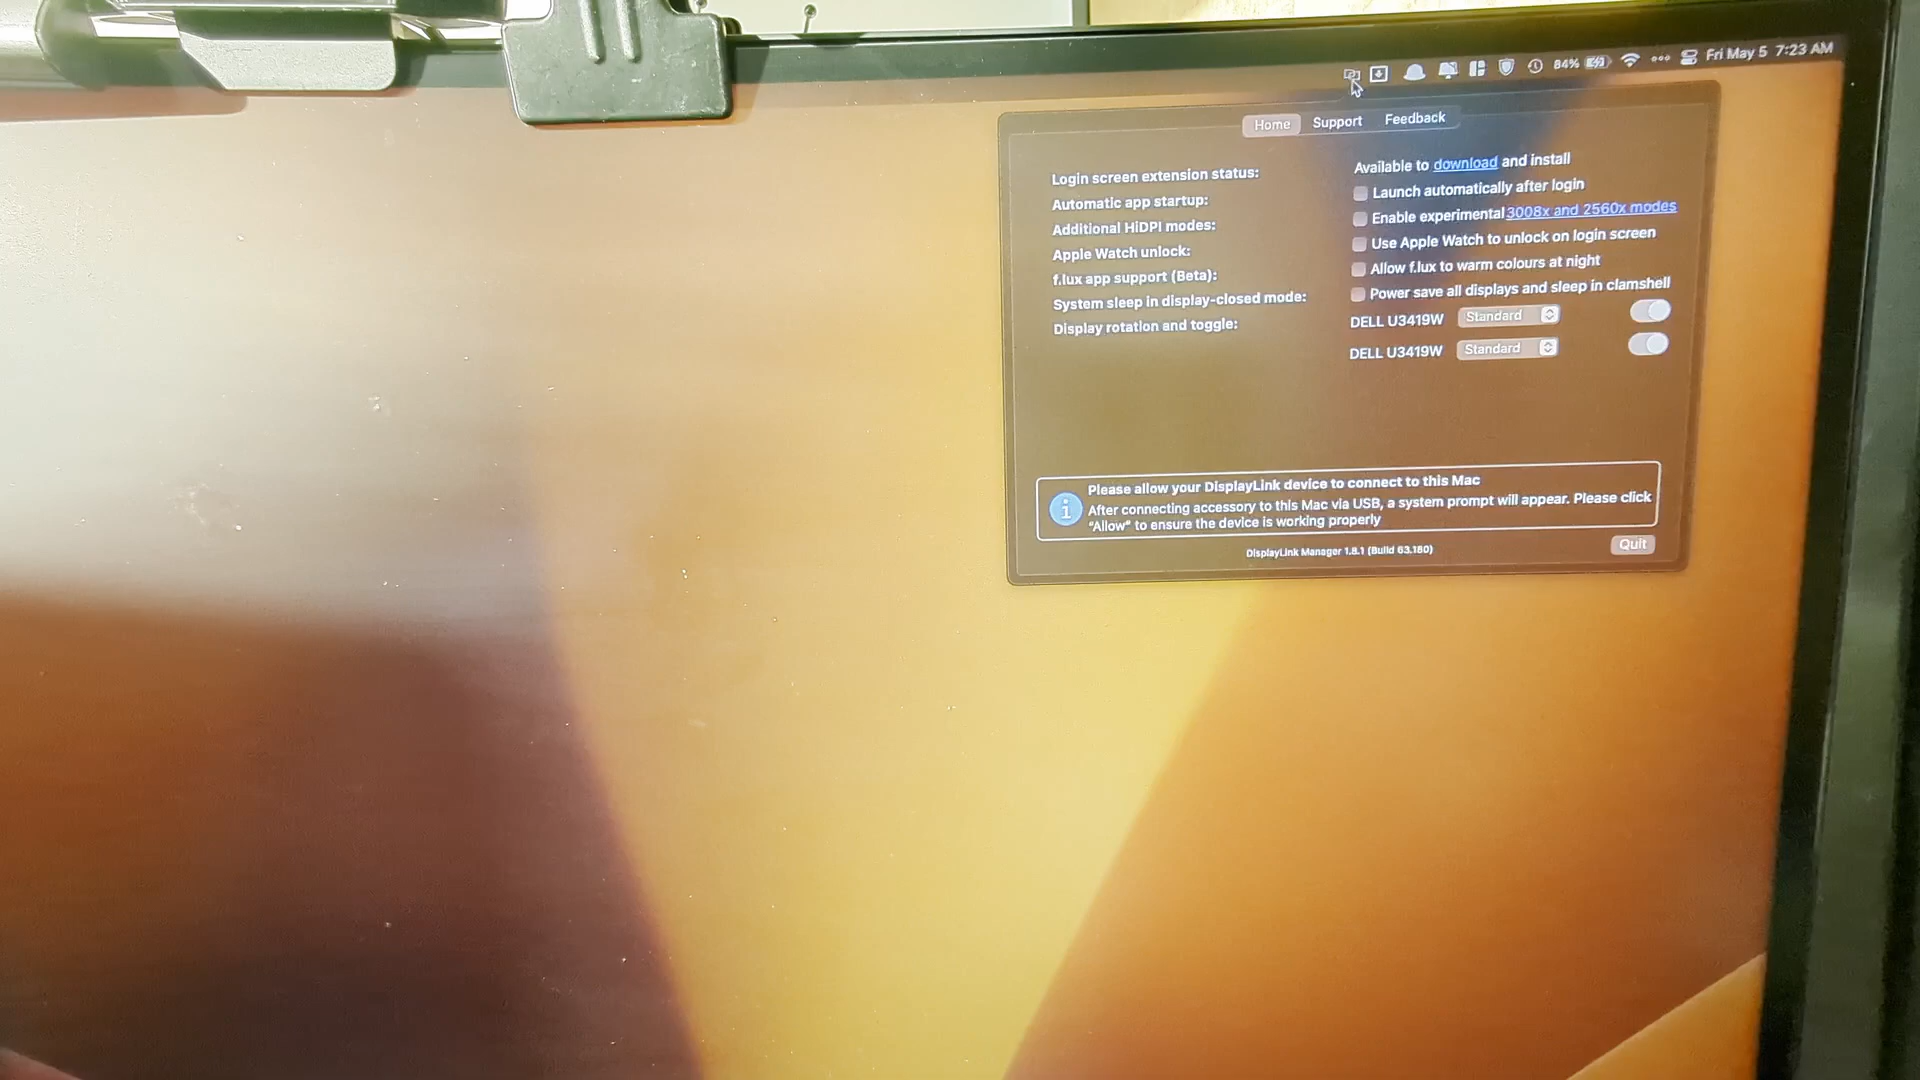 84% Fri May 5 7:23 AM
Home Support Feedback
Login screen extension status: Available to download and install
Automatic app startup: Launch automatically after login
Additional HiDPI modes: Enable experimental 3008x and 2560x modes
Apple Watch unlock: Use Apple Watch to unlock on login screen
f.lux app support (Beta): Allow f.lux to warm colours at night
System sleep in display-closed mode: Power save all displays and sleep in clamshell
Display rotation and toggle: DELL U3419W Standard
DELL U3419W Standard
Please allow your DisplayLink device to connect to this Mac
After connecting accessory to this Mac via USB, a system prompt will appear. Please click
"Allow" to ensure the device is working properly
DisplayLink Manager 1.8.1 (Build 63.180)
Quit